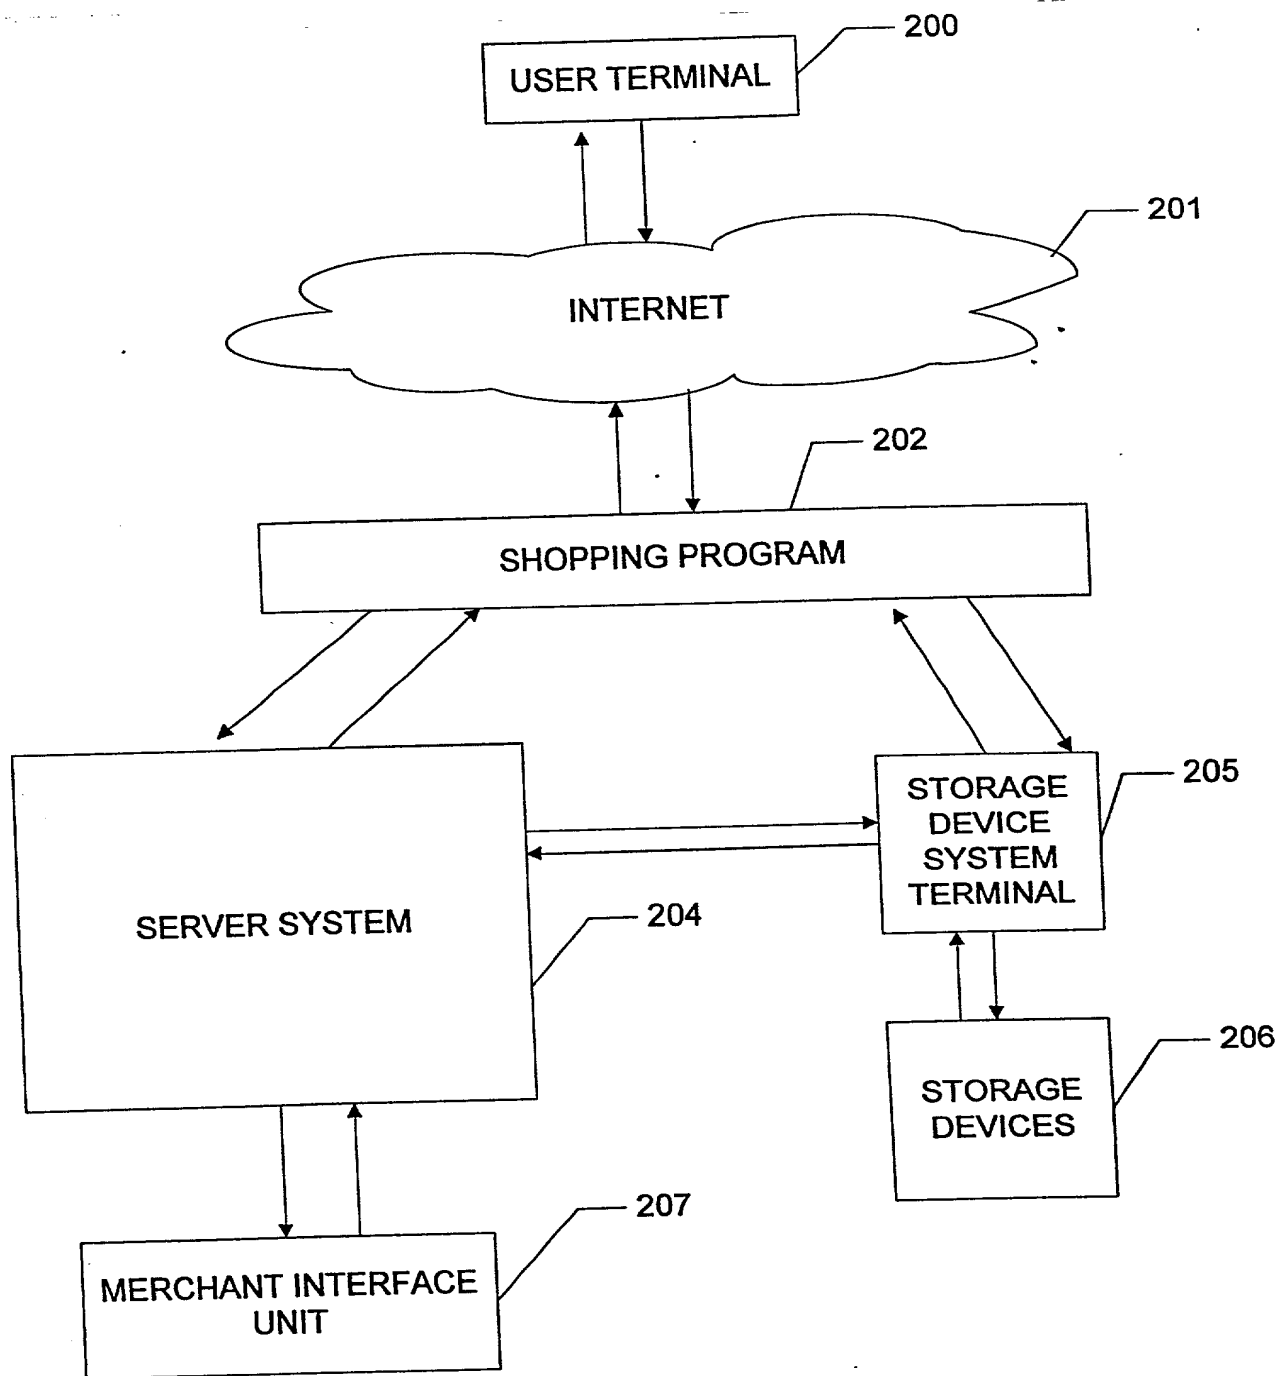 200
USER TERMINAL
201
INTERNET
202
SHOPPING PROGRAM
205
STORAGE
DEVICE
SYSTEM
TERMINAL
204
SERVER SYSTEM
206
STORAGE
DEVICES
207
MERCHANT INTERFACE
UNIT